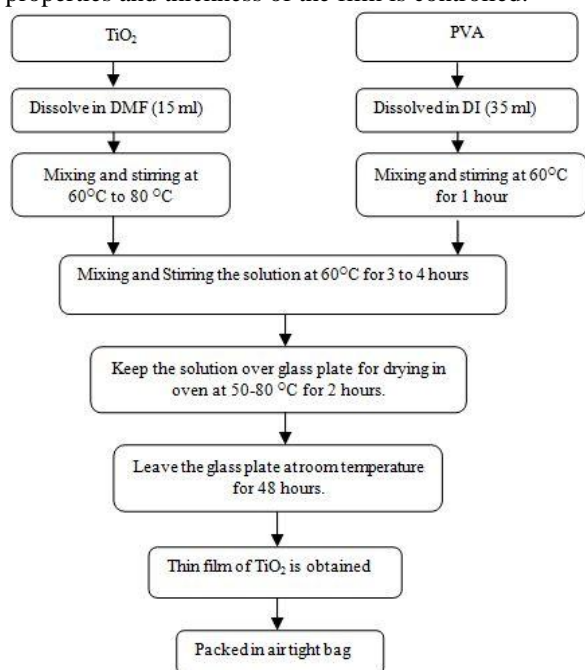 properties and thickness of the film is controlled.
TiO₂
PVA
Dissolve in DMF (15 ml)
Dissolved in DI (35 ml)
Mixing and stirring at
60°C to 80 °C
Mixing and stirring at 60°C
for 1 hour
Mixing and Stirring the solution at 60°C for 3 to 4 hours
Keep the solution over glass plate for drying in
oven at 50-80 °C for 2 hours.
Leave the glass plate at room temperature
for 48 hours.
Thin film of TiO₂ is obtained
Packed in air tight bag